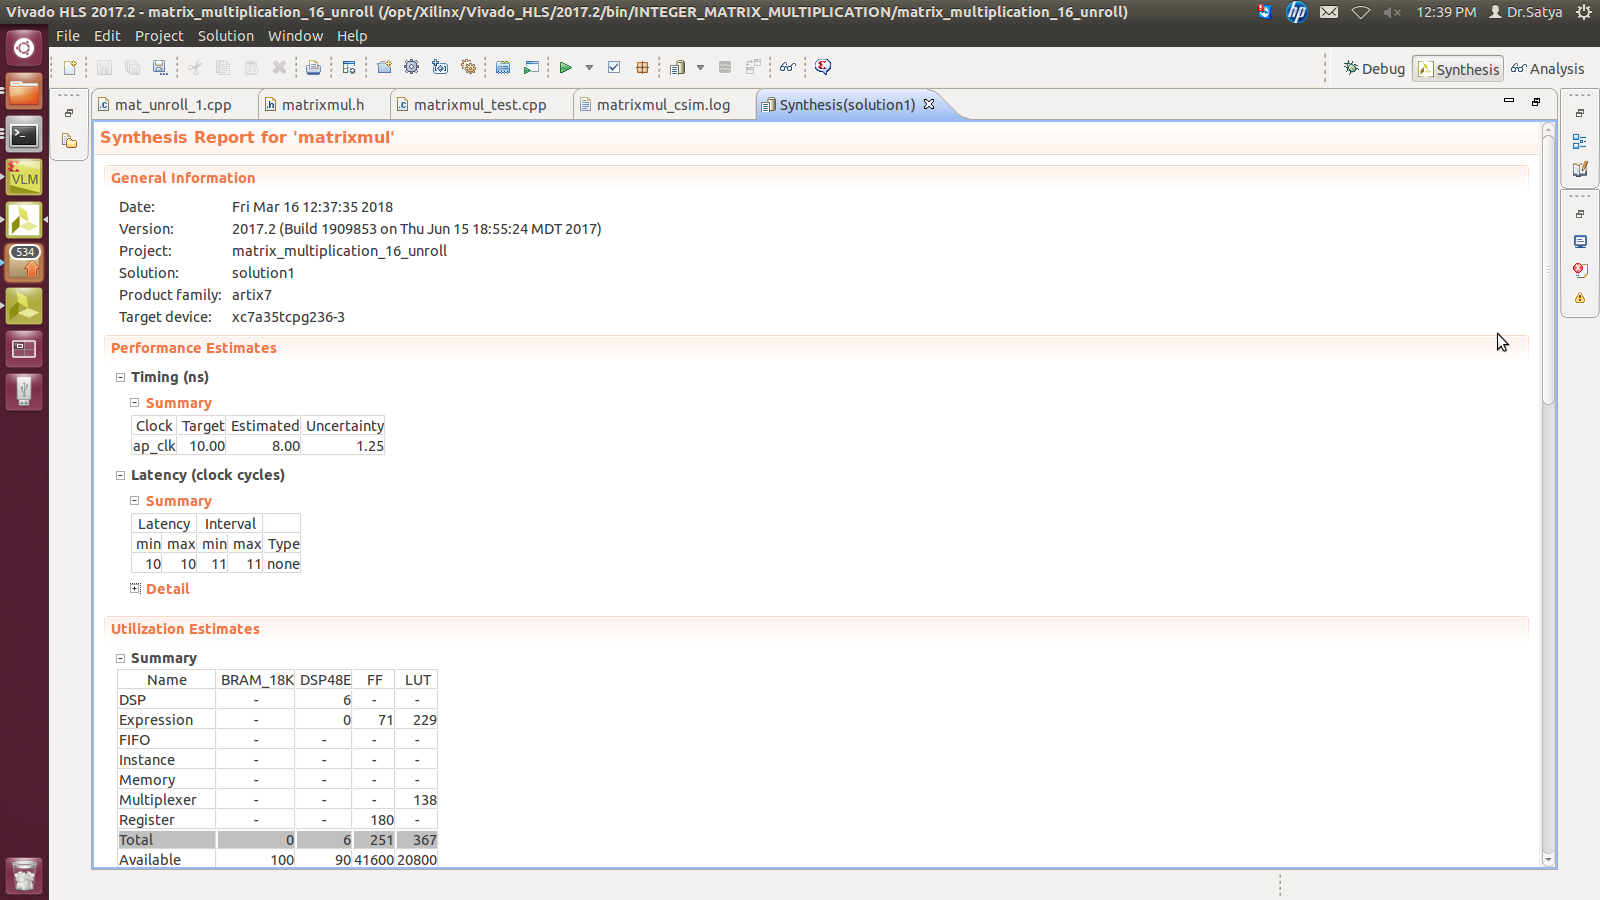 Vivado HLS 2017.2 - matrix_multiplication_16_unroll (/opt/Xilinx/Vivado_HLS/2017.2/bin/INTEGER_MATRIX_MULTIPLICATION/matrix_multiplication_16_unroll)
hp
12:39 PM
Dr.Satya
File Edit Project Solution Window Help
Debug Synthesis Analysis
mat_unroll_1.cpp matrixmul.h matrixmul_test.cpp matrixmul_csim.log Synthesis(solution1)
VLM
534
Synthesis Report for 'matrixmul'
General Information
Date: Fri Mar 16 12:37:35 2018
Version: 2017.2 (Build 1909853 on Thu Jun 15 18:55:24 MDT 2017)
Project: matrix_multiplication_16_unroll
Solution: solution1
Product family: artix7
Target device: xc7a35tcpg236-3
Performance Estimates
Timing (ns)
Summary
Clock Target Estimated Uncertainty
ap_clk 10.00 8.00 1.25
Latency (clock cycles)
Summary
Latency Interval
min max min max Type
10 10 11 11 none
Detail
Utilization Estimates
Summary
Name BRAM_18K DSP48E FF LUT
DSP - 6 - -
Expression - 0 71 229
FIFO - - - -
Instance - - - -
Memory - - - -
Multiplexer - - - 138
Register - - 180 -
Total 0 6 251 367
Available 100 90 41600 20800